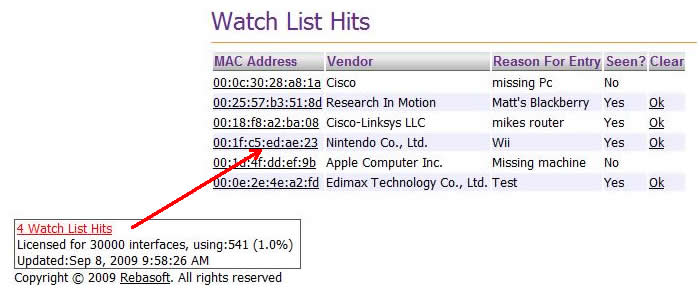 Watch List Hits
MAC Address Vendor Reason For Entry Seen? Clear
00:0c:30:28:a8:1a Cisco missing Pc No
00:25:57:b3:51:8d Research In Motion Matt's Blackberry Yes Ok
00:18:f8:a2:ba:08 Cisco-Linksys LLC mikes router Yes Ok
00:1f:c5:ed:ae:23 Nintendo Co., Ltd. Wii Yes Ok
00:1d:4f:dd:ef:9b Apple Computer Inc. Missing machine No
00:0e:2e:4e:a2:fd Edimax Technology Co., Ltd. Test Yes Ok
4 Watch List Hits
Licensed for 30000 interfaces, using:541 (1.0%)
Updated:Sep 8, 2009 9:58:26 AM
Copyright © 2009 Rebasoft. All rights reserved